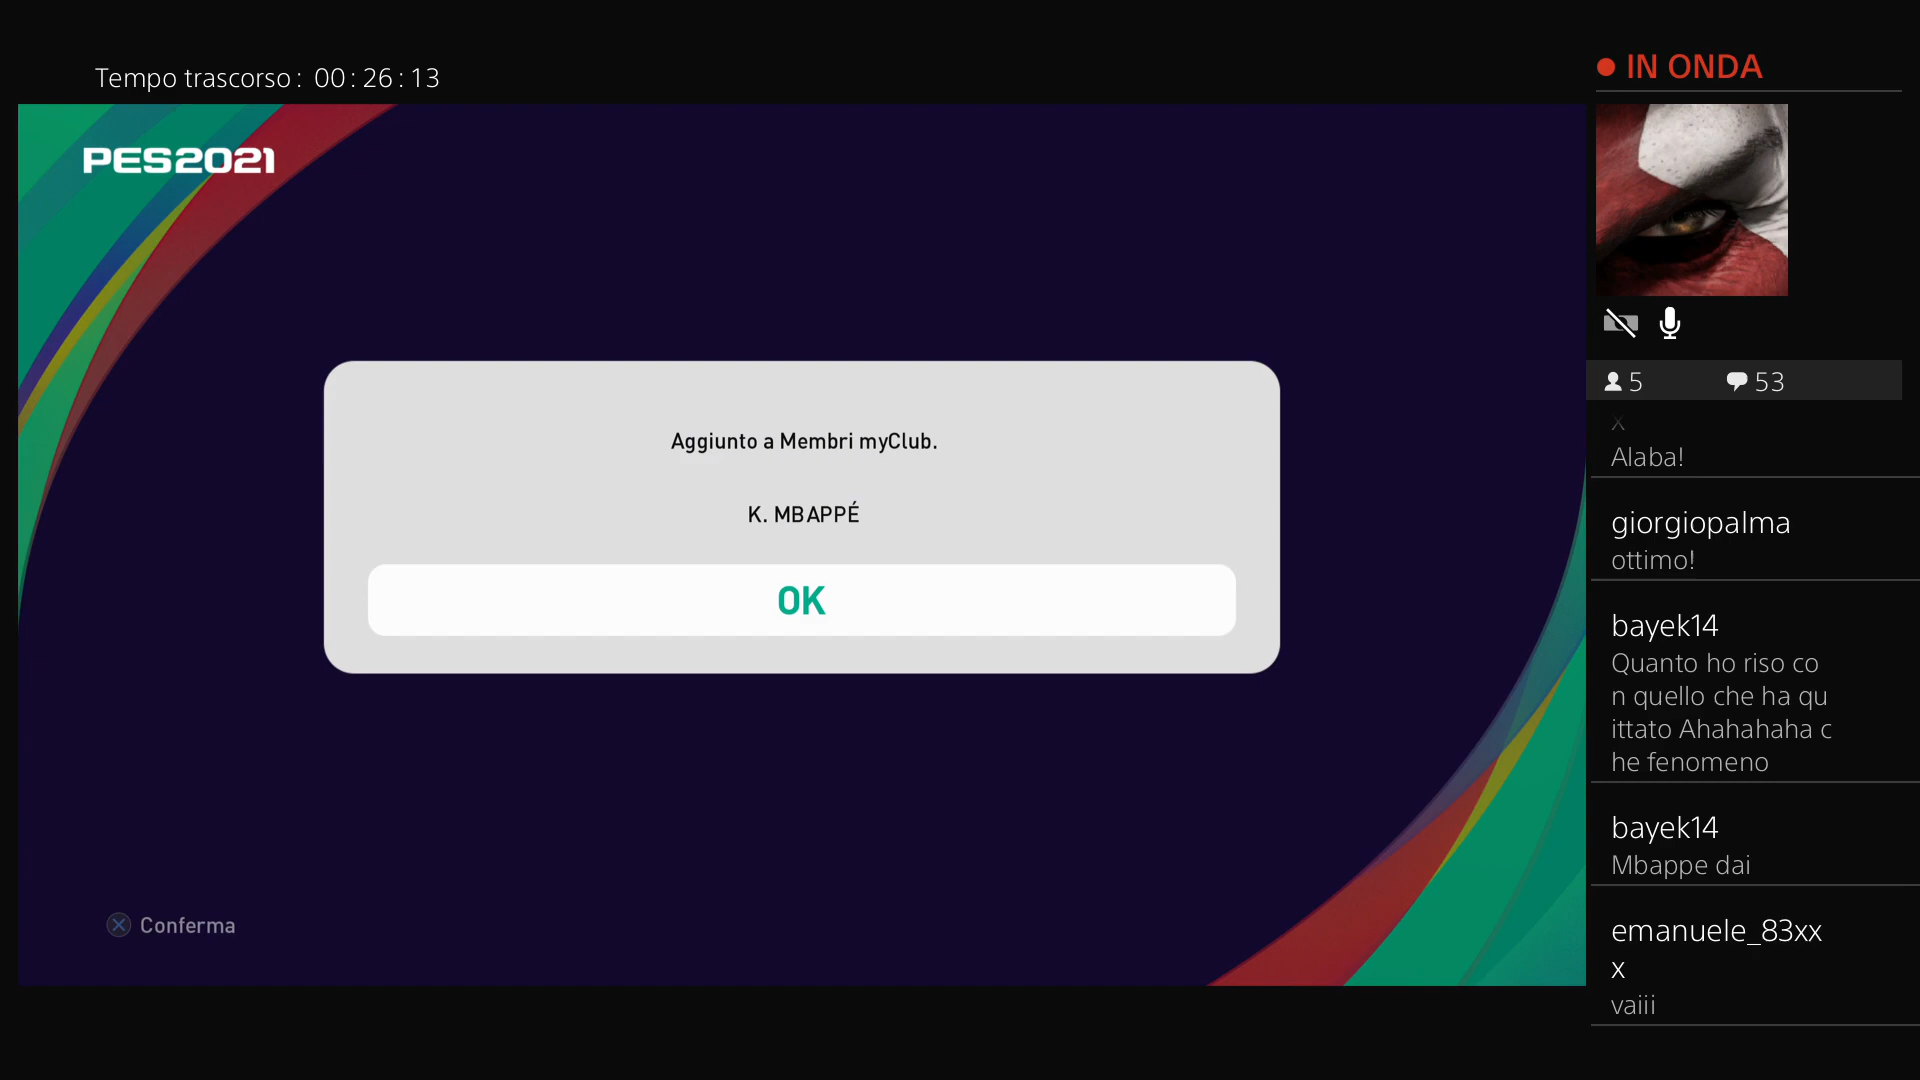 Tempo trascorso: 00:26:13
PES2021
Aggiunto a Membri myClub.
K. MBAPPÉ
OK
Conferma
IN ONDA
5
53
x
Alaba!
giorgiopalma
ottimo!
bayek14
Quanto ho riso co
n quello che ha qu
ittato Ahahahaha c
he fenomeno
bayek14
Mbappe dai
emanuele_83xx
x
vaiii